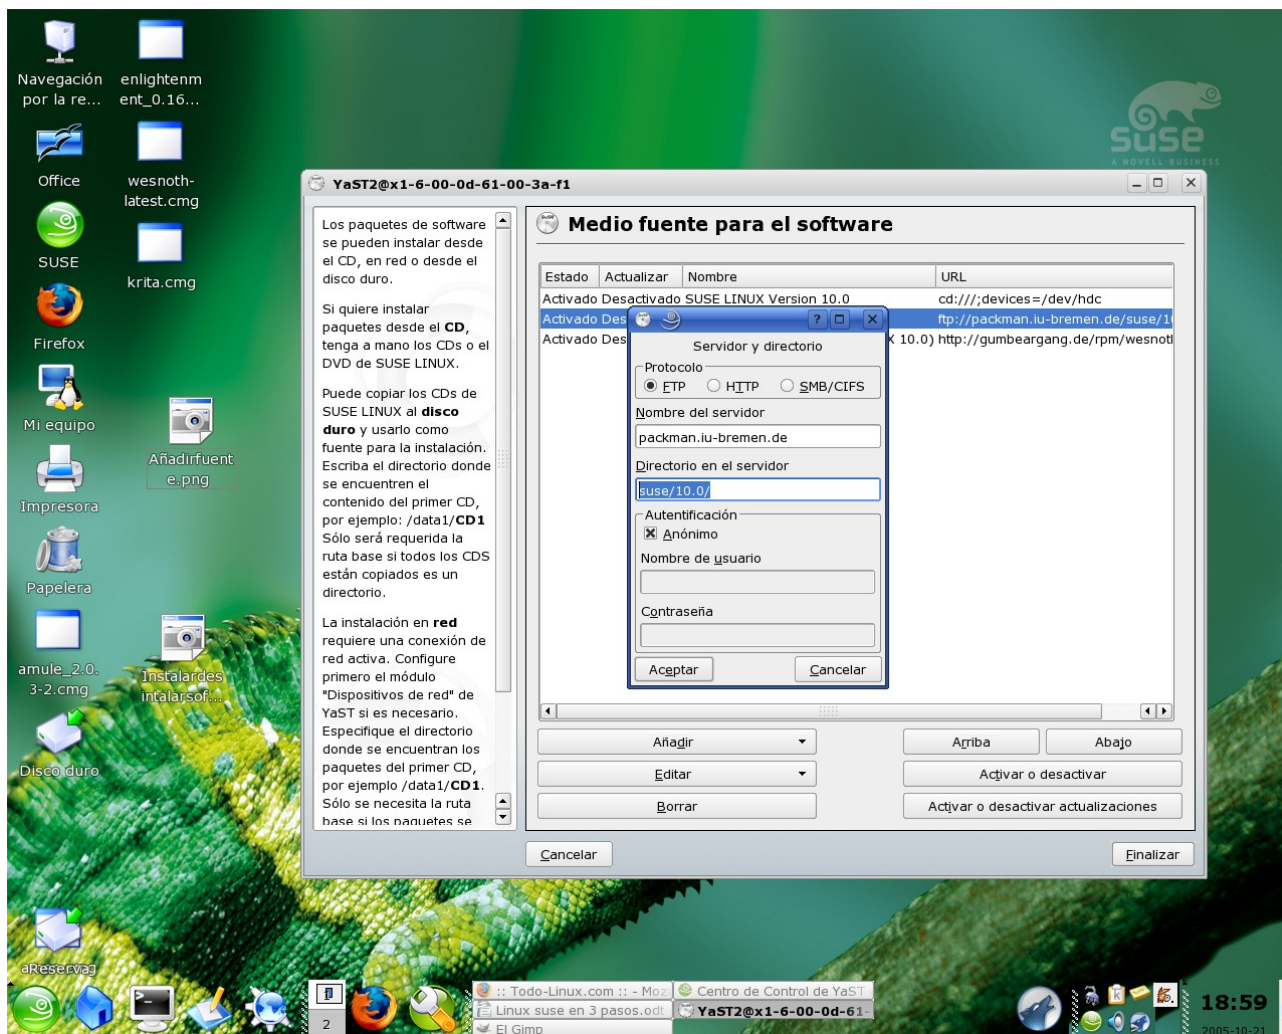 Navegación
por la re...
enlightenm
ent_0.16...
Office
wesnoth-
latest.cmg
SUSE
krita.cmg
Firefox
Mi equipo
Añadirfuent
e.png
Impresora
Papelera
amule_2.0.
3-2.cmg
Instalardes
intalarsof...
Disco duro
SUSE
A NOVELL BUSINESS
YaST2@x1-6-00-0d-61-00-3a-f1
Los paquetes de software
se pueden instalar desde
el CD, en red o desde el
disco duro.
Si quiere instalar
paquetes desde el CD,
tenga a mano los CDs o el
DVD de SUSE LINUX.
Puede copiar los CDs de
SUSE LINUX al disco
duro y usarlo como
fuente para la instalación.
Escriba el directorio donde
se encuentren el
contenido del primer CD,
por ejemplo: /data1/CD1
Sólo será requerida la
ruta base si todos los CDS
están copiados es un
directorio.
La instalación en red
requiere una conexión de
red activa. Configure
primero el módulo
"Dispositivos de red" de
YaST si es necesario.
Especifique el directorio
donde se encuentran los
paquetes del primer CD,
por ejemplo /data1/CD1.
Sólo se necesita la ruta
base si los paquetes se
Medio fuente para el software
Estado Actualizar Nombre URL
Activado Desactivado SUSE LINUX Version 10.0 cd:///;devices=/dev/hdc
Activado Des ftp://packman.iu-bremen.de/suse/1
Activado Des X 10.0) http://gumbeargang.de/rpm/wesnotl
Servidor y directorio
Protocolo
FTP HTTP SMB/CIFS
Nombre del servidor
packman.iu-bremen.de
Directorio en el servidor
suse/10.0/
Autentificación
Anónimo
Nombre de usuario
Contraseña
Aceptar Cancelar
Añadir Arriba Abajo
Editar Activar o desactivar
Borrar Activar o desactivar actualizaciones
Cancelar Finalizar
2
:: Todo-Linux.com :: - Moz
Centro de Control de YaST
Linux suse en 3 pasos.odt
YaST2@x1-6-00-0d-61-
El Gimp
18:59
2005-10-21